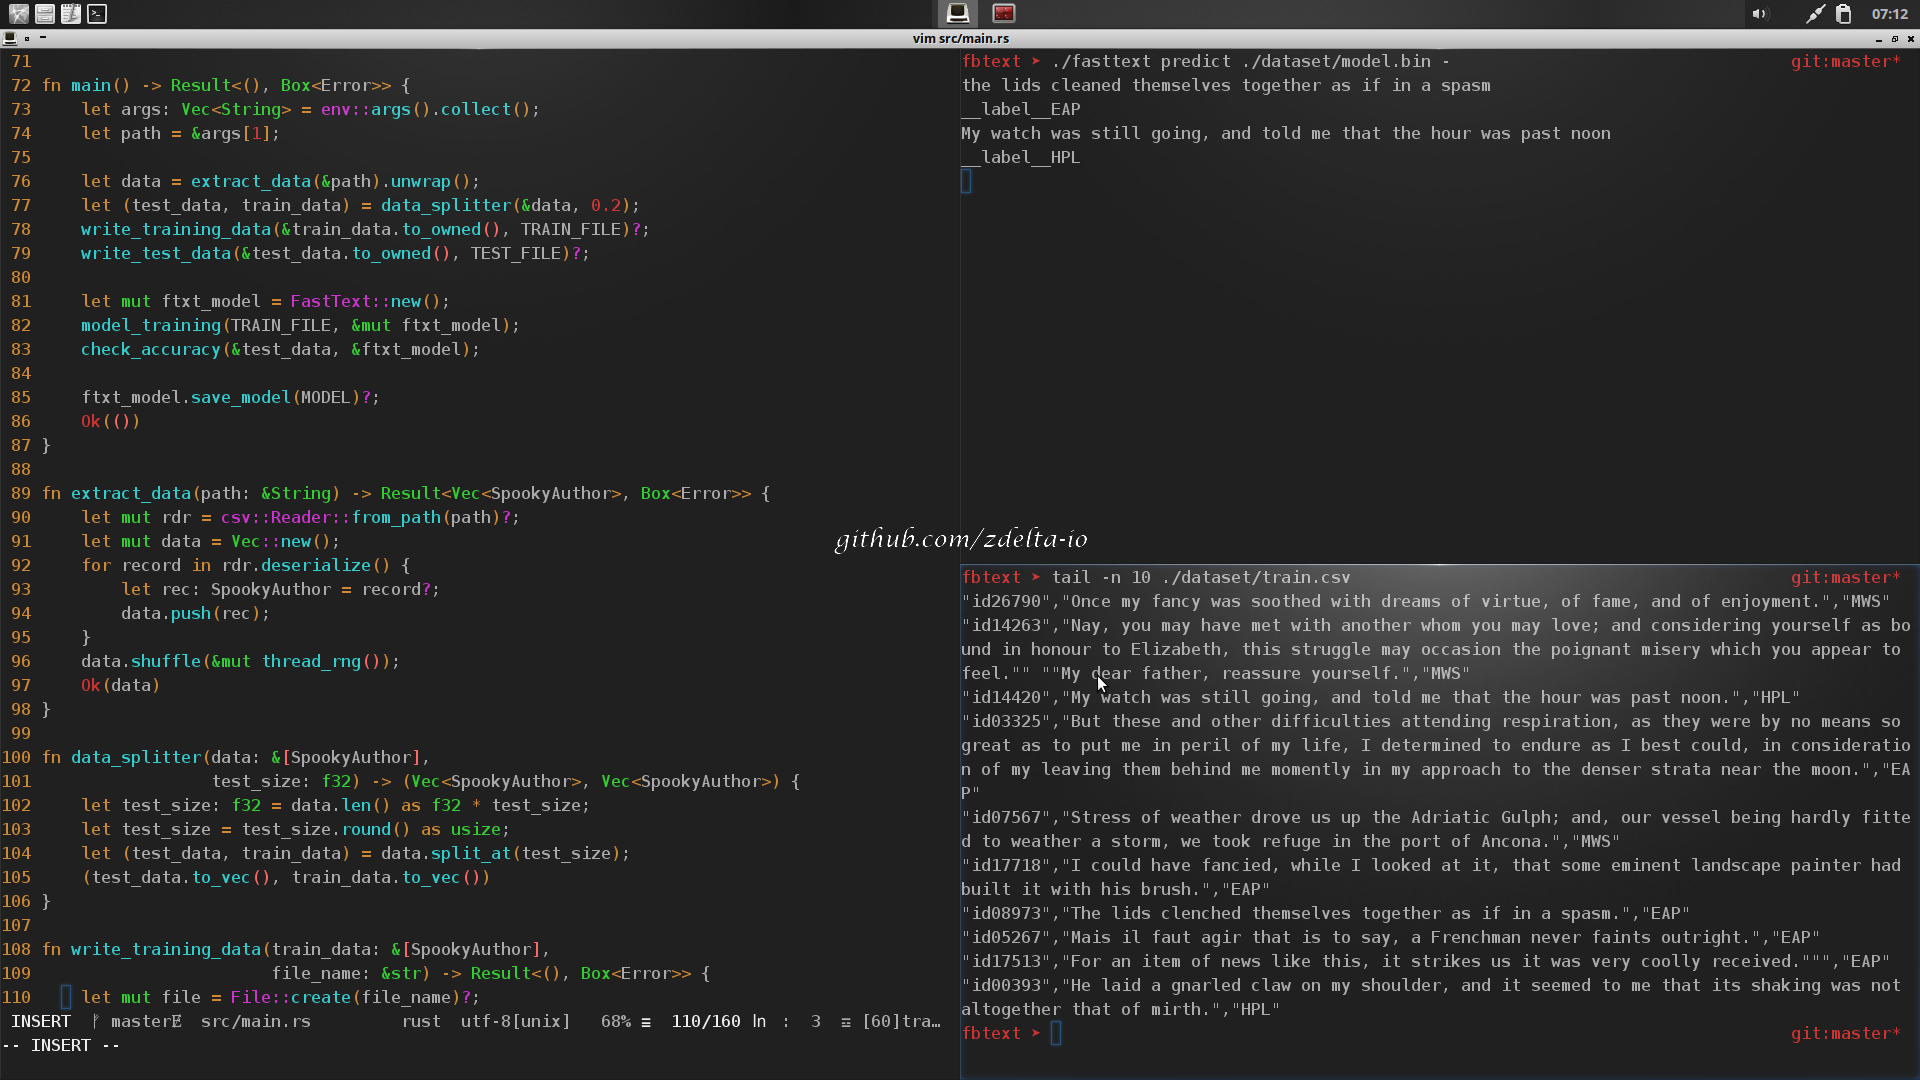 07:12
vim src/main.rs
71
72 fn main() -> Result<(), Box<Error>> {
73     let args: Vec<String> = env::args().collect();
74     let path = &args[1];
75
76     let data = extract_data(&path).unwrap();
77     let (test_data, train_data) = data_splitter(&data, 0.2);
78     write_training_data(&train_data.to_owned(), TRAIN_FILE)?;
79     write_test_data(&test_data.to_owned(), TEST_FILE)?;
80
81     let mut ftxt_model = FastText::new();
82     model_training(TRAIN_FILE, &mut ftxt_model);
83     check_accuracy(&test_data, &ftxt_model);
84
85     ftxt_model.save_model(MODEL)?;
86     Ok(())
87 }
88
89 fn extract_data(path: &String) -> Result<Vec<SpookyAuthor>, Box<Error>> {
90     let mut rdr = csv::Reader::from_path(path)?;
91     let mut data = Vec::new();
92     for record in rdr.deserialize() {
93         let rec: SpookyAuthor = record?;
94         data.push(rec);
95     }
96     data.shuffle(&mut thread_rng());
97     Ok(data)
98 }
99
100 fn data_splitter(data: &[SpookyAuthor],
101                  test_size: f32) -> (Vec<SpookyAuthor>, Vec<SpookyAuthor>) {
102     let test_size: f32 = data.len() as f32 * test_size;
103     let test_size = test_size.round() as usize;
104     let (test_data, train_data) = data.split_at(test_size);
105     (test_data.to_vec(), train_data.to_vec())
106 }
107
108 fn write_training_data(train_data: &[SpookyAuthor],
109                        file_name: &str) -> Result<(), Box<Error>> {
110     let mut file = File::create(file_name)?;
INSERT master src/main.rs rust utf-8[unix] 68% ≡ 110/160 ln : 3 [60]tra…
-- INSERT --
fbtext ➤ ./fasttext predict ./dataset/model.bin - git:master*
the lids cleaned themselves together as if in a spasm
__label__EAP
My watch was still going, and told me that the hour was past noon
__label__HPL
github.com/zdelta-io
fbtext ➤ tail -n 10 ./dataset/train.csv git:master*
"id26790","Once my fancy was soothed with dreams of virtue, of fame, and of enjoyment.","MWS"
"id14263","Nay, you may have met with another whom you may love; and considering yourself as bo
und in honour to Elizabeth, this struggle may occasion the poignant misery which you appear to
feel."" ""My dear father, reassure yourself.","MWS"
"id14420","My watch was still going, and told me that the hour was past noon.","HPL"
"id03325","But these and other difficulties attending respiration, as they were by no means so
great as to put me in peril of my life, I determined to endure as I best could, in consideratio
n of my leaving them behind me momently in my approach to the denser strata near the moon.","EA
P"
"id07567","Stress of weather drove us up the Adriatic Gulph; and, our vessel being hardly fitte
d to weather a storm, we took refuge in the port of Ancona.","MWS"
"id17718","I could have fancied, while I looked at it, that some eminent landscape painter had
built it with his brush.","EAP"
"id08973","The lids clenched themselves together as if in a spasm.","EAP"
"id05267","Mais il faut agir that is to say, a Frenchman never faints outright.","EAP"
"id17513","For an item of news like this, it strikes us it was very coolly received.""","EAP"
"id00393","He laid a gnarled claw on my shoulder, and it seemed to me that its shaking was not
altogether that of mirth.","HPL"
fbtext ➤ git:master*